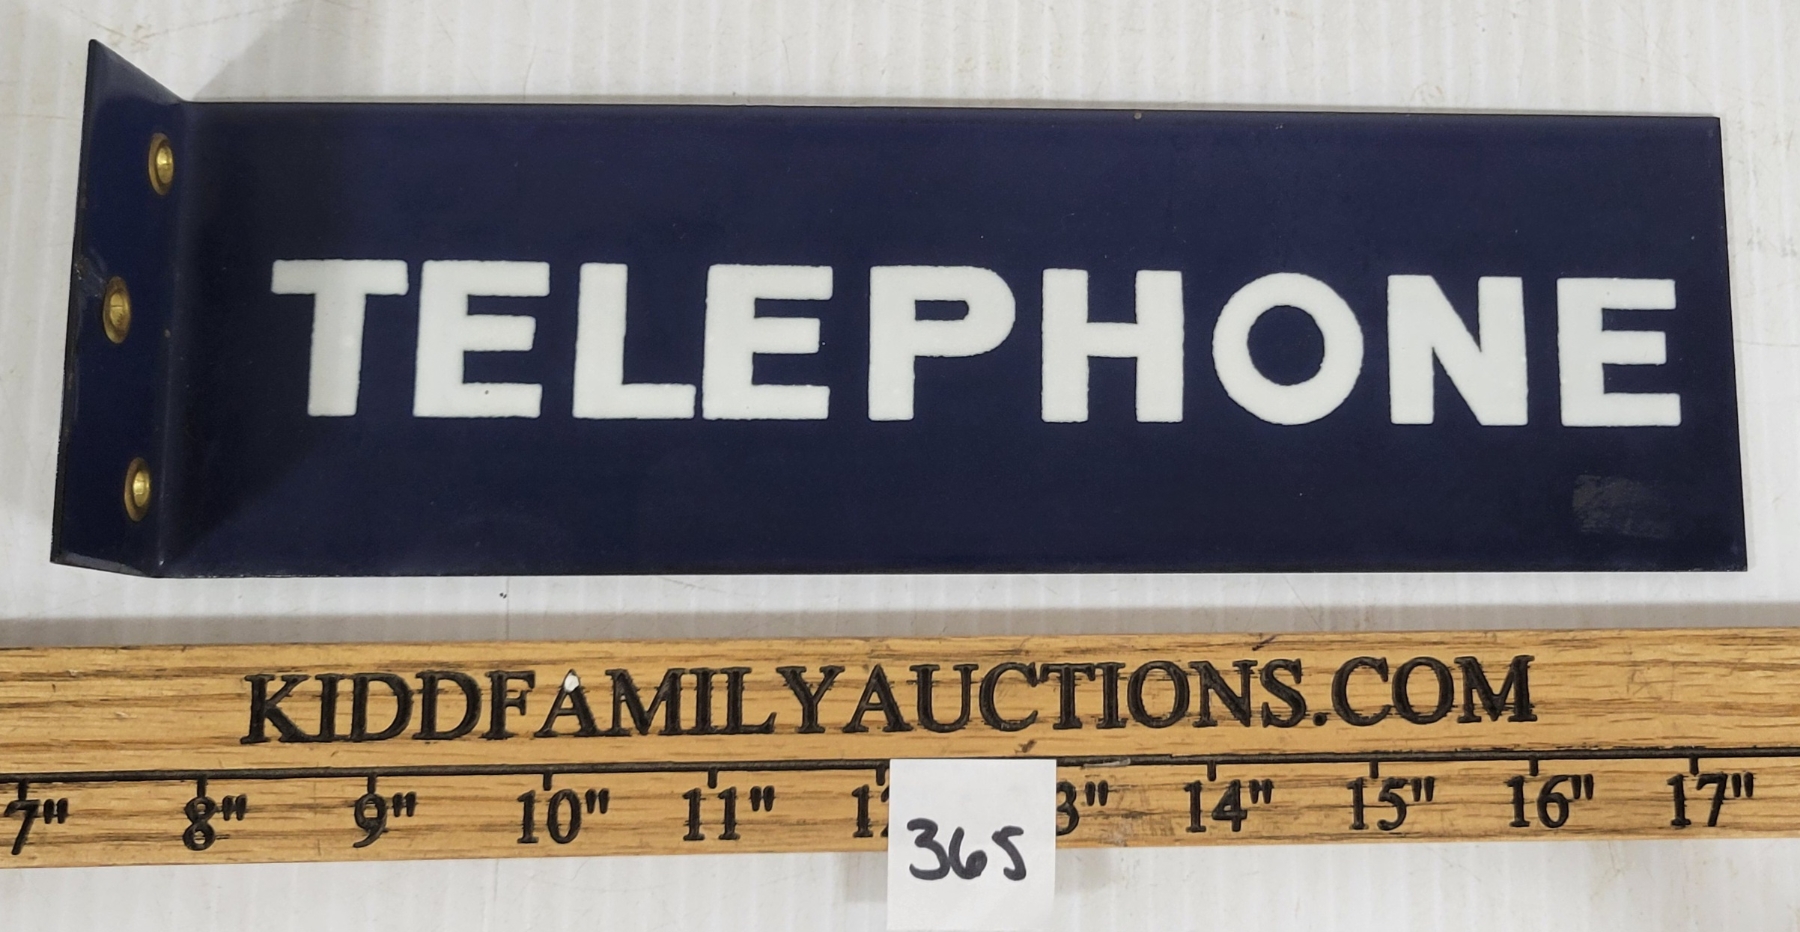 TELEPHONE
KIDDFAMILYAUCTIONS.COM
7" 8" 9" 10" 11" 14" 15" 16" 17"
365